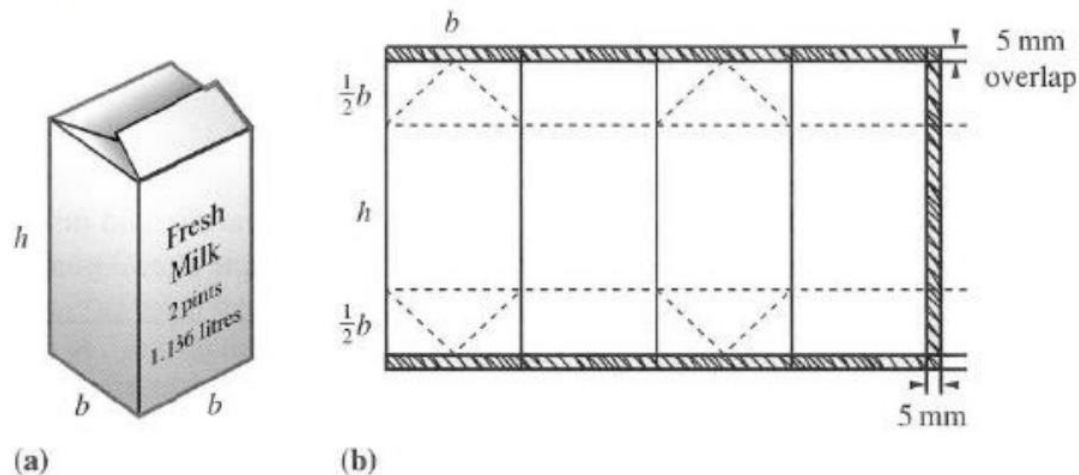 h
Fresh
Milk
2 pints
1.136 litres
b
b
(a)
b
½b
h
½b
5 mm
overlap
5 mm
(b)